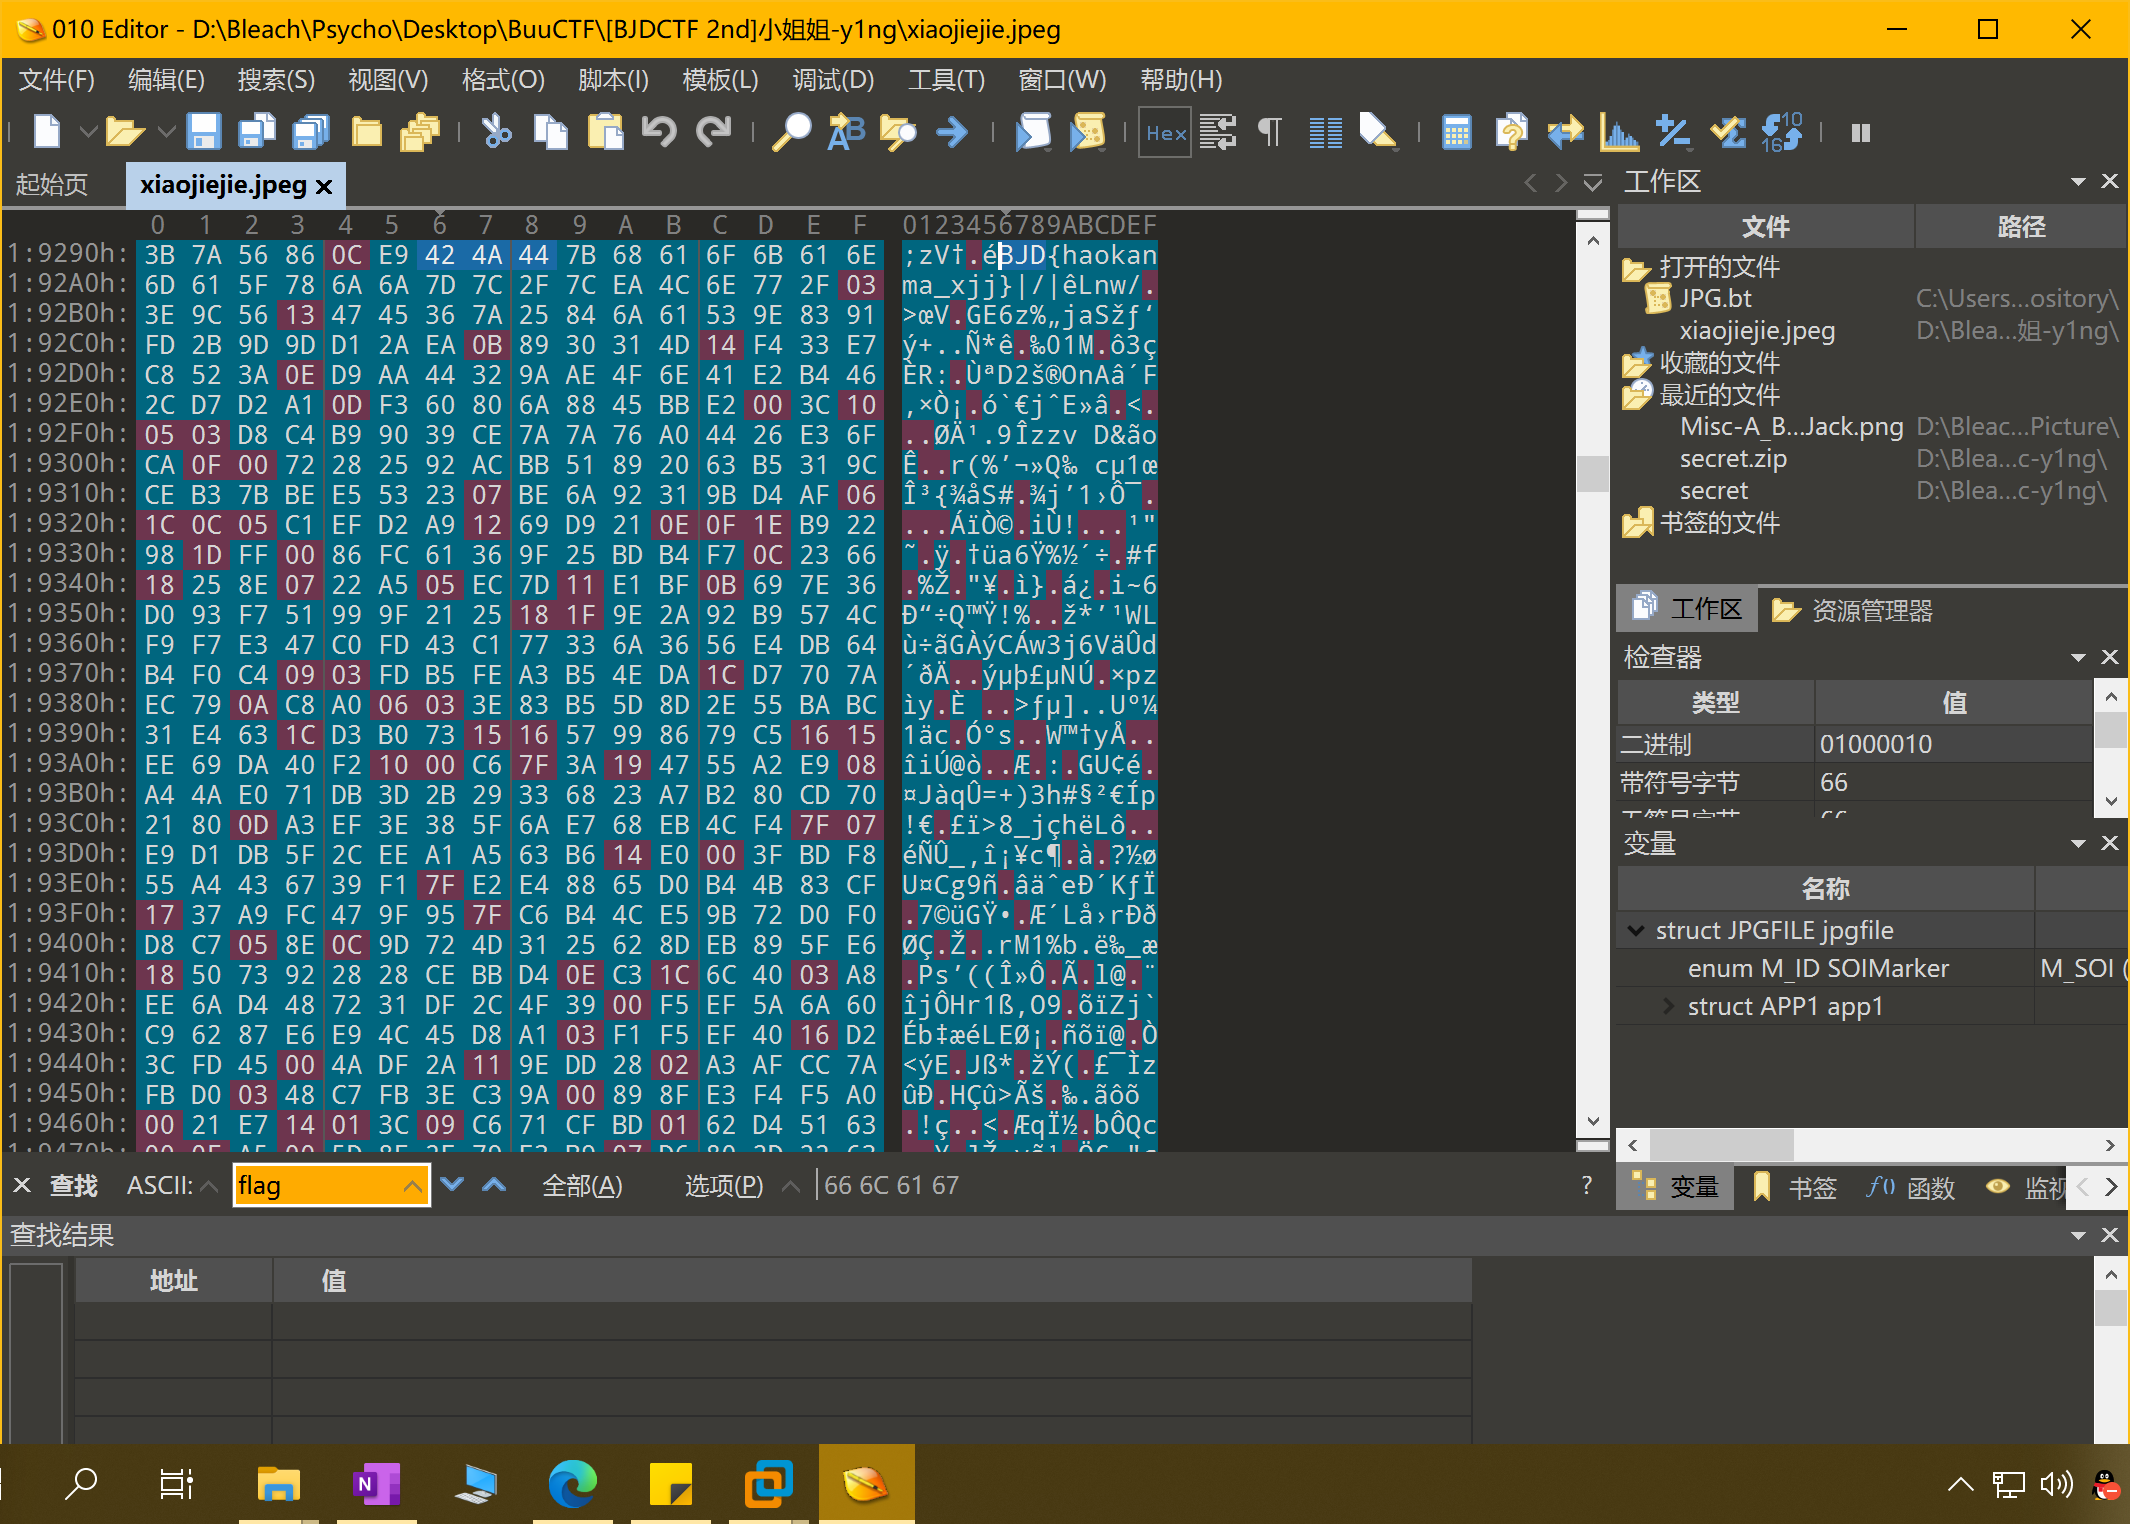 010 Editor - D:\Bleach\Psycho\Desktop\BuuCTF\[BJDCTF 2nd]小姐姐-y1ng\xiaojiejie.jpeg
文件(F) 编辑(E) 搜索(S) 视图(V) 格式(O) 脚本(I) 模板(L) 调试(D) 工具(T) 窗口(W) 帮助(H)
Hex
起始页 xiaojiejie.jpeg
0 1 2 3 4 5 6 7 8 9 A B C D E F 0123456789ABCDEF
1:9290h: 3B 7A 56 86 0C E9 42 4A 44 7B 68 61 6F 6B 61 6E ;zV†.éBJD{haokan
1:92A0h: 6D 61 5F 78 6A 6A 7D 7C 2F 7C EA 4C 6E 77 2F 03 ma_xjj}|/|êLnw/.
1:92B0h: 3E 9C 56 13 47 45 36 7A 25 84 6A 61 53 9E 83 91 >œV.GE6z%„jaSžƒ‘
1:92C0h: FD 2B 9D 9D D1 2A EA 0B 89 30 31 4D 14 F4 33 E7 ý+..Ñ*ê.‰01M.ô3ç
1:92D0h: C8 52 3A 0E D9 AA 44 32 9A AE 4F 6E 41 E2 B4 46 ÈR:.ÙªD2š®OnAâ´F
1:92E0h: 2C D7 D2 A1 0D F3 60 80 6A 88 45 BB E2 00 3C 10 ,×Ò¡.ó`€jˆE»â.<.
1:92F0h: 05 03 D8 C4 B9 90 39 CE 7A 7A 76 A0 44 26 E3 6F ..ØÄ¹.9Îzzv D&ão
1:9300h: CA 0F 00 72 28 25 92 AC BB 51 89 20 63 B5 31 9C Ê..r(%’¬»Q‰ cµ1œ
1:9310h: CE B3 7B BE E5 53 23 07 BE 6A 92 31 9B D4 AF 06 Î³{¾åS#.¾j’1›Ô¯.
1:9320h: 1C 0C 05 C1 EF D2 A9 12 69 D9 21 0E 0F 1E B9 22 ...ÁïÒ©.iÙ!...¹"
1:9330h: 98 1D FF 00 86 FC 61 36 9F 25 BD B4 F7 0C 23 66 ˜.ÿ.†üa6Ÿ%½´÷.#f
1:9340h: 18 25 8E 07 22 A5 05 EC 7D 11 E1 BF 0B 69 7E 36 .%Ž."¥.ì}.á¿.i~6
1:9350h: D0 93 F7 51 99 9F 21 25 18 1F 9E 2A 92 B9 57 4C Ð“÷Q™Ÿ!%..ž*’¹WL
1:9360h: F9 F7 E3 47 C0 FD 43 C1 77 33 6A 36 56 E4 DB 64 ù÷ãGÀýCÁw3j6VäÛd
1:9370h: B4 F0 C4 09 03 FD B5 FE A3 B5 4E DA 1C D7 70 7A ´ðÄ..ýµþ£µNÚ.×pz
1:9380h: EC 79 0A C8 A0 06 03 3E 83 B5 5D 8D 2E 55 BA BC ìy.È ..>ƒµ]..Uº¼
1:9390h: 31 E4 63 1C D3 B0 73 15 16 57 99 86 79 C5 16 15 1äc.Ó°s..W™†yÅ..
1:93A0h: EE 69 DA 40 F2 10 00 C6 7F 3A 19 47 55 A2 E9 08 îiÚ@ò..Æ.:.GU¢é.
1:93B0h: A4 4A E0 71 DB 3D 2B 29 33 68 23 A7 B2 80 CD 70 ¤JàqÛ=+)3h#§²€Íp
1:93C0h: 21 80 0D A3 EF 3E 38 5F 6A E7 68 EB 4C F4 7F 07 !€.£ï>8_jçhëLô..
1:93D0h: E9 D1 DB 5F 2C EE A1 A5 63 B6 14 E0 00 3F BD F8 éÑÛ_,î¡¥c¶.à.?½ø
1:93E0h: 55 A4 43 67 39 F1 7F E2 E4 88 65 D0 B4 4B 83 CF U¤Cg9ñ.âäˆeÐ´KƒÏ
1:93F0h: 17 37 A9 FC 47 9F 95 7F C6 B4 4C E5 9B 72 D0 F0 .7©üGŸ•.Æ´Lå›rÐð
1:9400h: D8 C7 05 8E 0C 9D 72 4D 31 25 62 8D EB 89 5F E6 ØÇ.Ž..rM1%b.ë‰_æ
1:9410h: 18 50 73 92 28 28 CE BB D4 0E C3 1C 6C 40 03 A8 .Ps’((Î»Ô.Ã.l@.¨
1:9420h: EE 6A D4 48 72 31 DF 2C 4F 39 00 F5 EF 5A 6A 60 îjÔHr1ß,O9.õïZj`
1:9430h: C9 62 87 E6 E9 4C 45 D8 A1 03 F1 F5 EF 40 16 D2 Éb‡æéLEØ¡.ñõï@.Ò
1:9440h: 3C FD 45 00 4A DF 2A 11 9E DD 28 02 A3 AF CC 7A <ýE.Jß*.žÝ(.£¯Ìz
1:9450h: FB D0 03 48 C7 FB 3E C3 9A 00 89 8F E3 F4 F5 A0 ûÐ.HÇû>Ãš.‰.ãôõ
1:9460h: 00 21 E7 14 01 3C 09 C6 71 CF BD 01 62 D4 51 63 .!ç..<.ÆqÏ½.bÔQc
工作区
文件 路径
打开的文件
JPG.bt C:\Users...ository\
xiaojiejie.jpeg D:\Blea...姐-y1ng\
收藏的文件
最近的文件
Misc-A_B...Jack.png D:\Bleac...Picture\
secret.zip D:\Blea...c-y1ng\
secret D:\Blea...c-y1ng\
书签的文件
工作区 资源管理器
检查器
类型 值
二进制 01000010
带符号字节 66
变量
名称
struct JPGFILE jpgfile
enum M_ID SOIMarker M_SOI (
struct APP1 app1
变量 书签 f() 函数 监视
查找 ASCII: flag 全部(A) 选项(P) 66 6C 61 67 ?
查找结果
地址 值